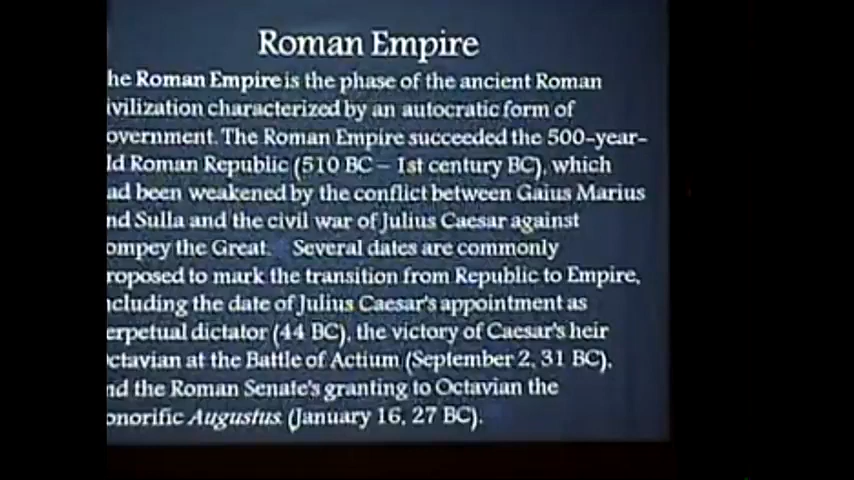 Roman Empire
he Roman Empire is the phase of the ancient Roman
ivilization characterized by an autocratic form of
overnment. The Roman Empire succeeded the 500-year-
ld Roman Republic (510 BC – 1st century BC), which
ad been weakened by the conflict between Gaius Marius
nd Sulla and the civil war of Julius Caesar against
ompey the Great. Several dates are commonly
roposed to mark the transition from Republic to Empire,
ncluding the date of Julius Caesar's appointment as
erpetual dictator (44 BC), the victory of Caesar's heir
Octavian at the Battle of Actium (September 2, 31 BC),
nd the Roman Senate's granting to Octavian the
onorific Augustus (January 16, 27 BC).